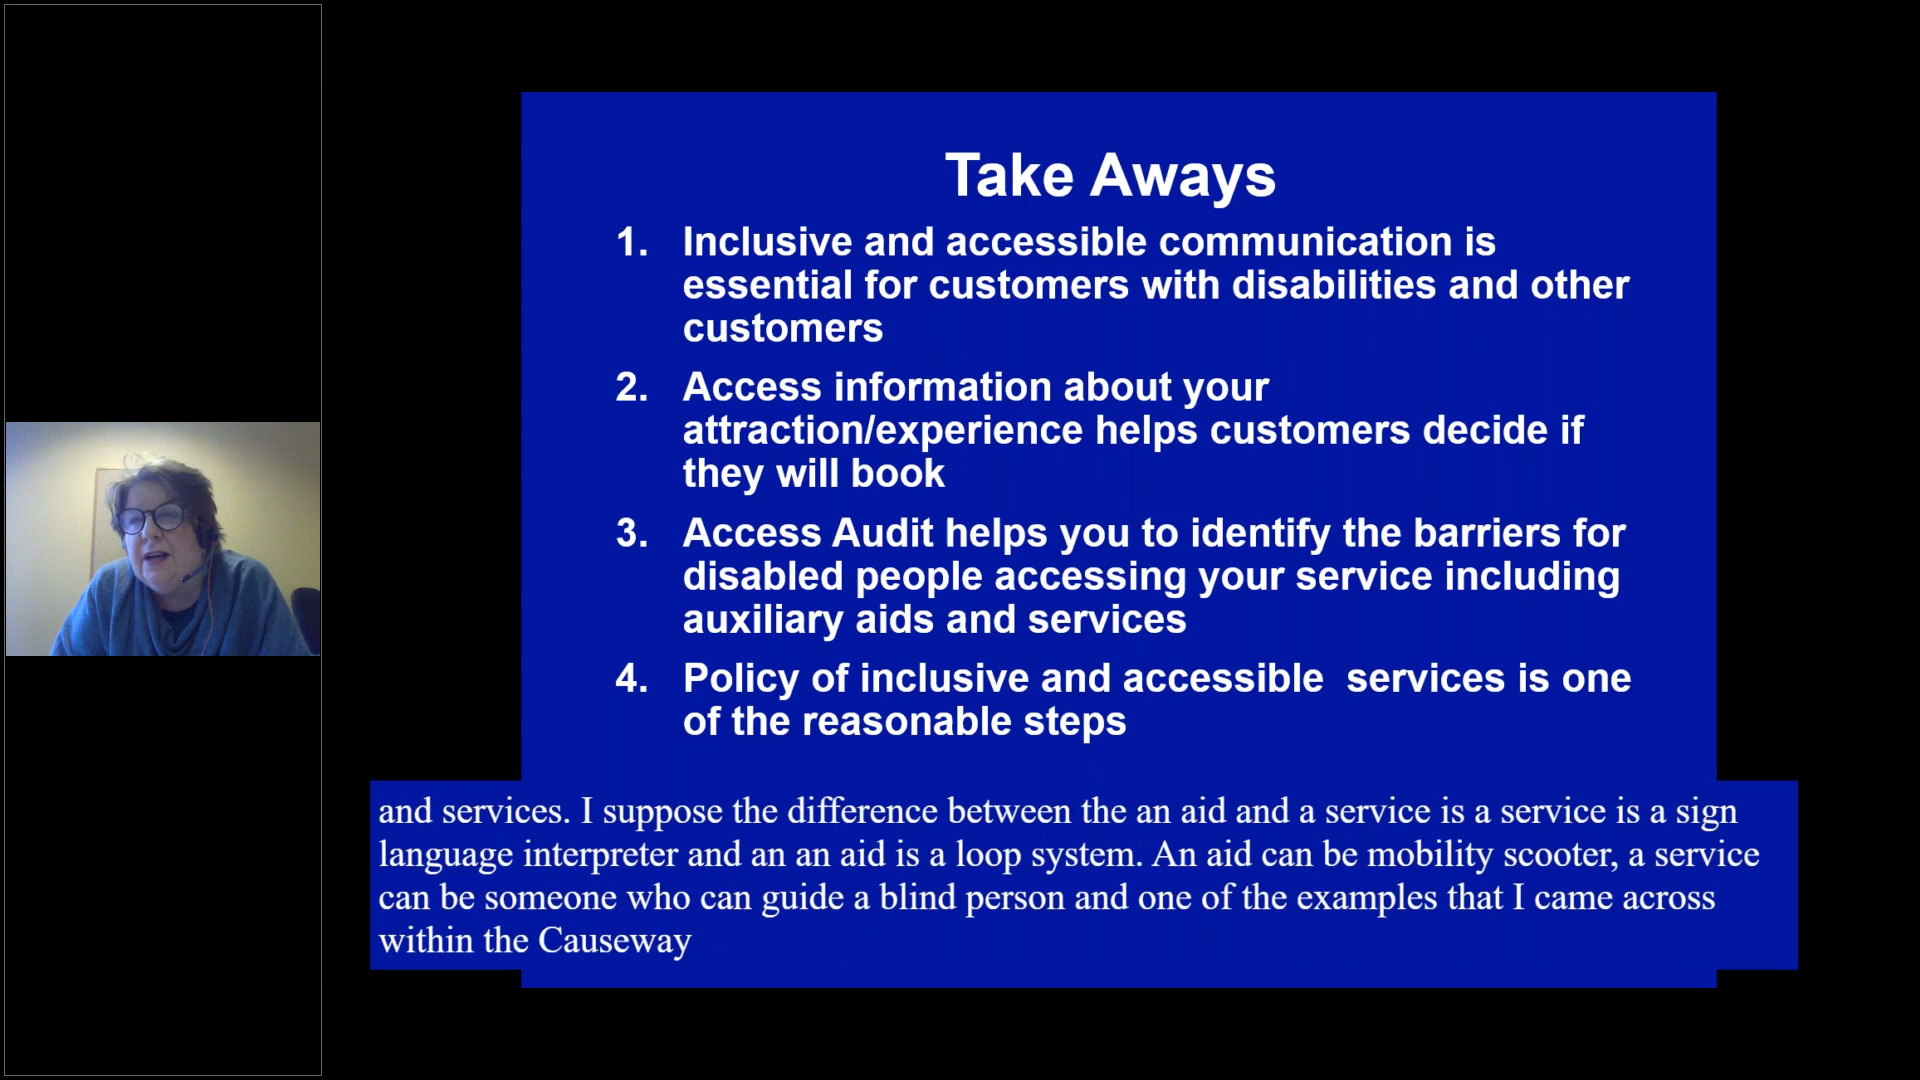 Take Aways
1. Inclusive and accessible communication is
essential for customers with disabilities and other
customers
2. Access information about your
attraction/experience helps customers decide if
they will book
3. Access Audit helps you to identify the barriers for
disabled people accessing your service including
auxiliary aids and services
4. Policy of inclusive and accessible  services is one
of the reasonable steps
and services. I suppose the difference between the an aid and a service is a service is a sign
language interpreter and an an aid is a loop system. An aid can be mobility scooter, a service
can be someone who can guide a blind person and one of the examples that I came across
within the Causeway